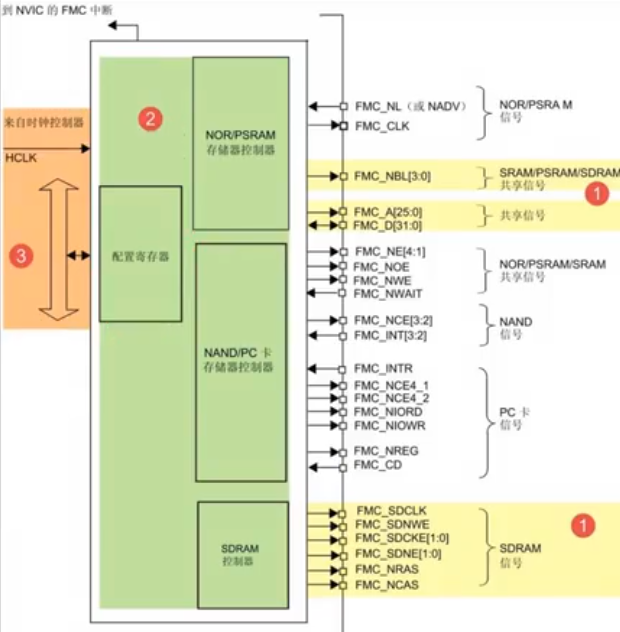 到 NVIC 的 FMC 中断
来自时钟控制器
HCLK
3
2
NOR/PSRAM
存储器控制器
配置寄存器
NAND/PC 卡
存储器控制器
SDRAM
控制器
FMC_NL（或 NADV）
FMC_CLK
NOR/PSRA M
信号
FMC_NBL[3:0]
SRAM/PSRAM/SDRAM
共享信号
1
FMC_A[25:0]
FMC_D[31:0]
共享信号
FMC_NE[4:1]
FMC_NOE
FMC_NWE
FMC_NWAIT
NOR/PSRAM/SRAM
共享信号
FMC_NCE[3:2]
FMC_INT[3:2]
NAND
信号
FMC_INTR
FMC_NCE4_1
FMC_NCE4_2
FMC_NIORD
FMC_NIOWR
FMC_NREG
FMC_CD
PC 卡
信号
FMC_SDCLK
FMC_SDNWE
FMC_SDCKE[1:0]
FMC_SDNE[1:0]
FMC_NRAS
FMC_NCAS
SDRAM
信号
1